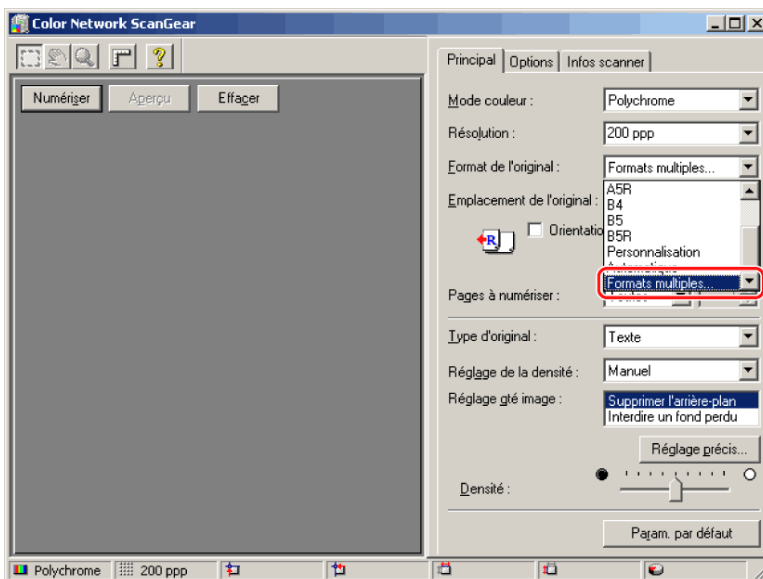 Color Network ScanGear
Principal
Options
Infos scanner
Numériser
Aperçu
Effacer
Mode couleur :
Polychrome
Résolution :
200 ppp
Format de l'original :
Formats multiples...
Emplacement de l'original :
A5R
B4
B5
B5R
Personnalisation
Automatique
Formats multiples...
R
Orientatio
Pages à numériser :
Type d'original :
Texte
Réglage de la densité :
Manuel
Réglage qté image :
Supprimer l'arrière-plan
Interdire un fond perdu
Réglage précis...
Densité :
Param. par défaut
Polychrome
200 ppp